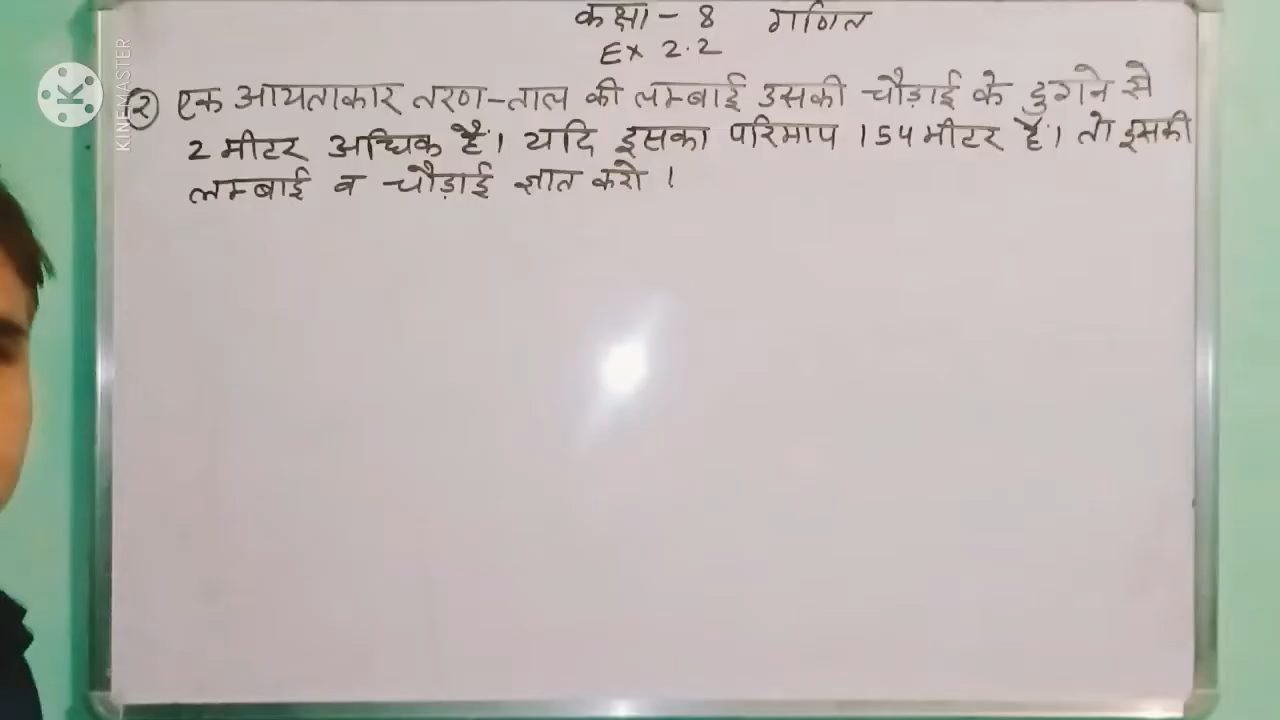 कक्षा - 8 गणित
Ex 2.2
② एक आयताकार तरण-ताल की लम्बाई उसकी चौड़ाई के दुगने से
2 मीटर अधिक है। यदि इसका परिमाप 154 मीटर है। तो इसकी
लम्बाई व चौड़ाई ज्ञात करो।
K
KINEMASTER